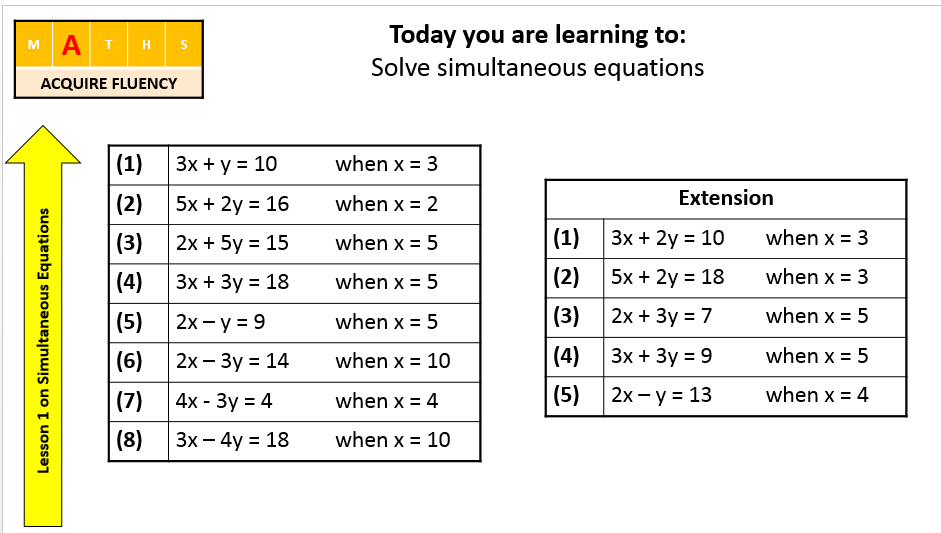 M A T H S
ACQUIRE FLUENCY
Today you are learning to:
Solve simultaneous equations
Lesson 1 on Simultaneous Equations
(1) 3x + y = 10 when x = 3
(2) 5x + 2y = 16 when x = 2
(3) 2x + 5y = 15 when x = 5
(4) 3x + 3y = 18 when x = 5
(5) 2x – y = 9 when x = 5
(6) 2x – 3y = 14 when x = 10
(7) 4x - 3y = 4 when x = 4
(8) 3x – 4y = 18 when x = 10
Extension
(1) 3x + 2y = 10 when x = 3
(2) 5x + 2y = 18 when x = 3
(3) 2x + 3y = 7 when x = 5
(4) 3x + 3y = 9 when x = 5
(5) 2x – y = 13 when x = 4